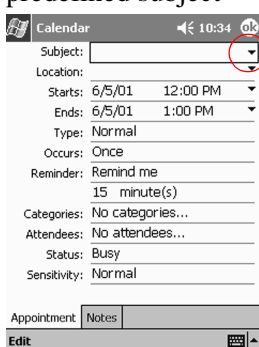 predefined subject
Calendar 10:34 ok
Subject:
Location:
Starts: 6/5/01 12:00 PM
Ends: 6/5/01 1:00 PM
Type: Normal
Occurs: Once
Reminder: Remind me
15 minute(s)
Categories: No categories...
Attendees: No attendees...
Status: Busy
Sensitivity: Normal
Appointment Notes
Edit